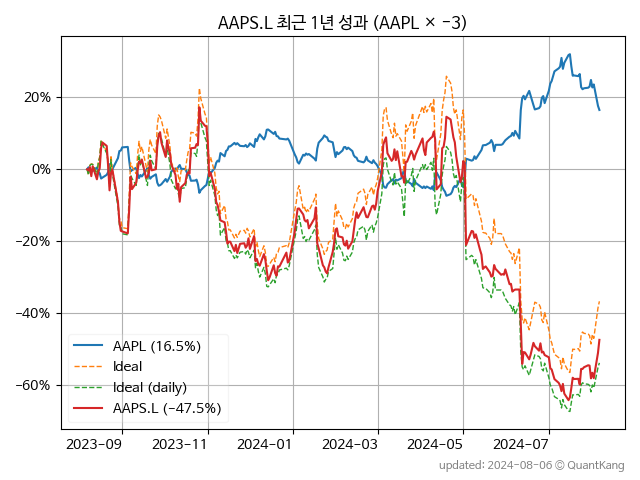 AAPS.L 최근 1년 성과 (AAPL × -3)
20%
0%
−20%
−40%
−60%
AAPL (16.5%)
Ideal
Ideal (daily)
AAPS.L (-47.5%)
2023-09
2023-11
2024-01
2024-03
2024-05
2024-07
updated: 2024-08-06 © QuantKang